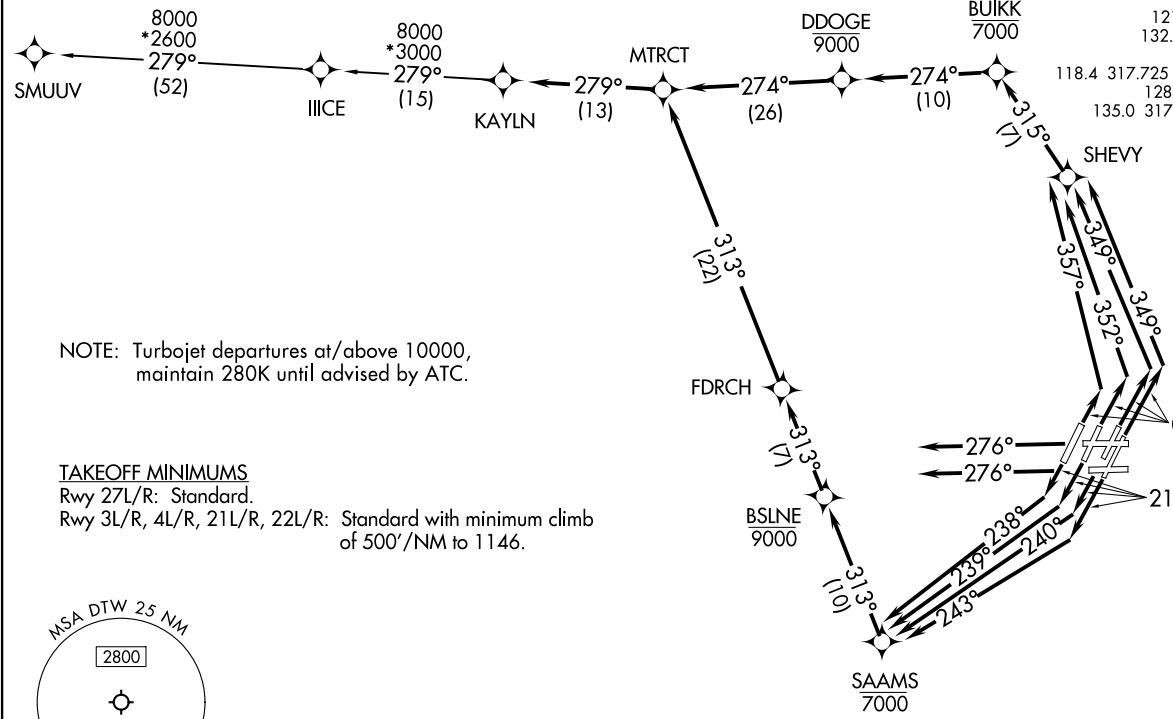 8000
*2600
279°
(52)
SMUUV
IIICE
8000
*3000
279°
(15)
KAYLN
279°
(13)
MTRCT
274°
(26)
DDOGE
9000
274°
(10)
BUIKK
7000
132.
118.4 317.725
128
135.0 317
315°
(7)
SHEVY
349°
357°
352°
349°
313°
(22)
FDRCH
313°
(7)
BSLNE
9000
313°
(10)
276°
276°
21
238°
239°
240°
243°
SAAMS
7000
NOTE: Turbojet departures at/above 10000,
maintain 280K until advised by ATC.
TAKEOFF MINIMUMS
Rwy 27L/R: Standard.
Rwy 3L/R, 4L/R, 21L/R, 22L/R: Standard with minimum climb
of 500'/NM to 1146.
MSA DTW 25 NM
2800